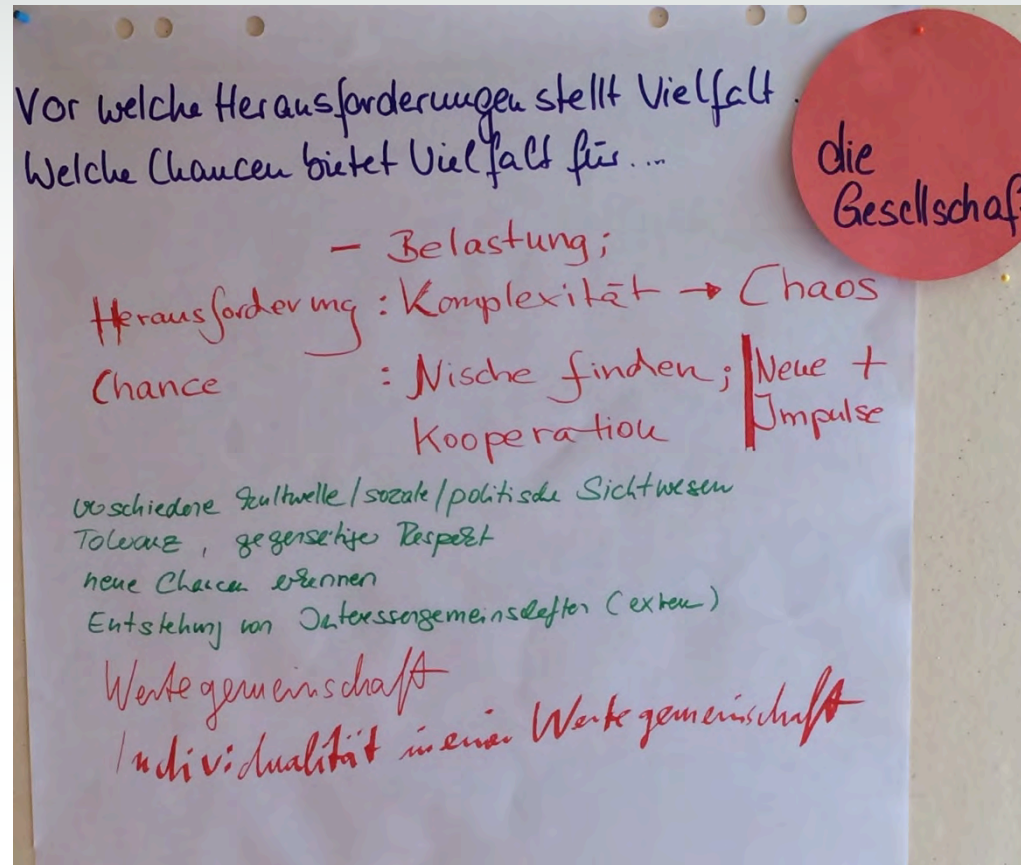 Vor welche Herausforderungen stellt Vielfalt
Welche Chancen bietet Vielfalt für...
die
Gesellschaf
- Belastung;
Herausforderung : Komplexität → Chaos
Chance : Nische finden; Neue +
Kooperation Impulse
verschiedene kulturelle/soziale/politische Sichtwesen
Toleranz, gegenseitiger Respekt
neue Chancen erkennen
Entstehung von Interessengemeinschaften (extrem)
Wertegemeinschaft
Individualität in einer Wertegemeinschaft